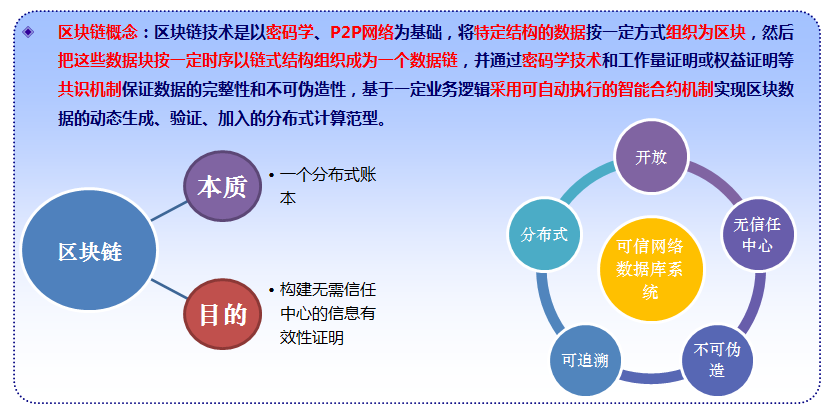 区块链概念：区块链技术是以密码学、P2P网络为基础，将特定结构的数据按一定方式组织为区块，然后
把这些数据块按一定时序以链式结构组织成为一个数据链，并通过密码学技术和工作量证明或权益证明等
共识机制保证数据的完整性和不可伪造性，基于一定业务逻辑采用可自动执行的智能合约机制实现区块数
据的动态生成、验证、加入的分布式计算范型。
区块链
本质
• 一个分布式账
本
目的
• 构建无需信任
中心的信息有
效性证明
开放
无信任
中心
不可伪
造
可追溯
分布式
可信网络
数据库系
统